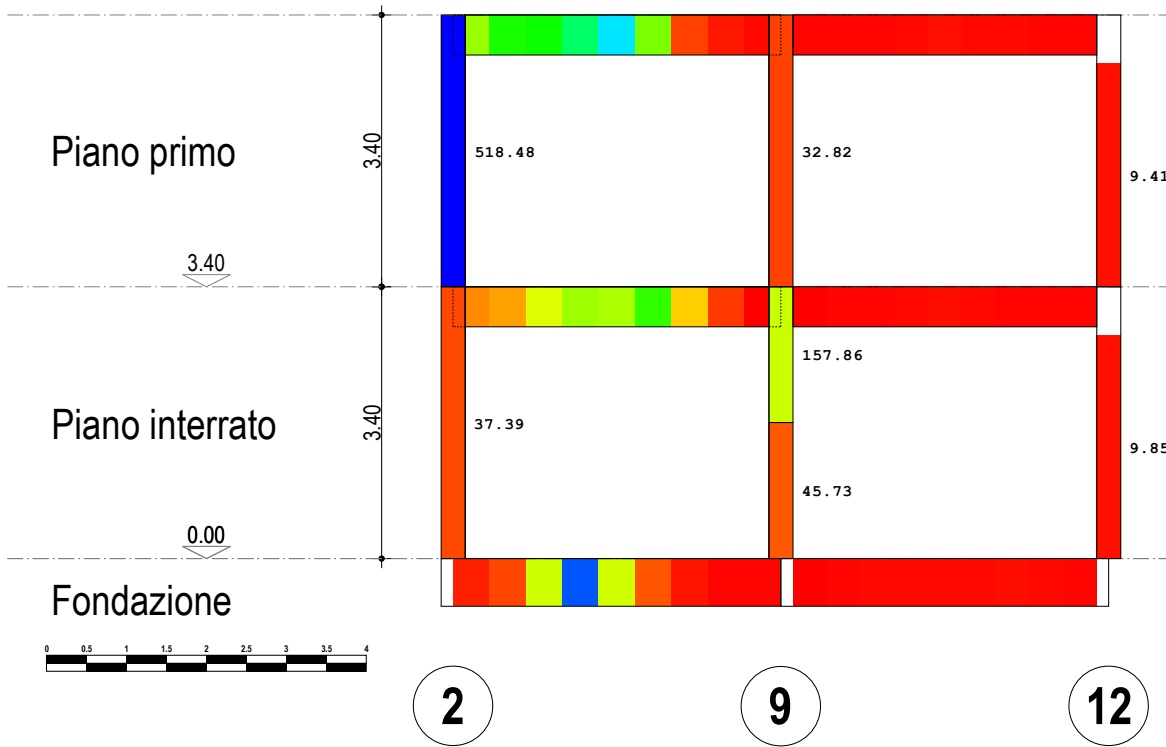 Piano primo
3.40
518.48
32.82
9.41
3.40
Piano interrato
3.40
157.86
37.39
9.85
45.73
0.00
Fondazione
0 0.5 1 1.5 2 2.5 3 3.5 4
2 9 12